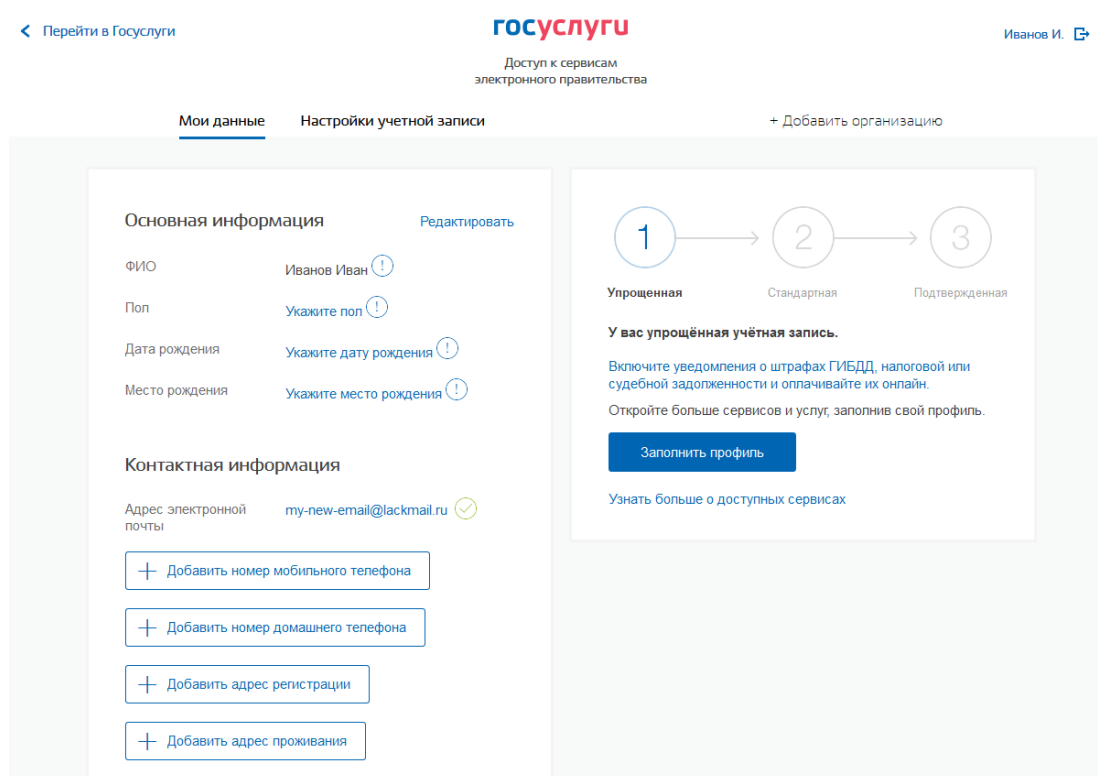 Перейти в Госуслуги
госуслуги
Доступ к сервисам
электронного правительства
Иванов И.
Мои данные
Настройки учетной записи
+ Добавить организацию
Основная информация
Редактировать
ФИО
Иванов Иван
Пол
Укажите пол
Дата рождения
Укажите дату рождения
Место рождения
Укажите место рождения
Контактная информация
Адрес электронной
почты
my-new-email@lackmail.ru
Добавить номер мобильного телефона
Добавить номер домашнего телефона
Добавить адрес регистрации
Добавить адрес проживания
1
2
3
Упрощенная
Стандартная
Подтвержденная
У вас упрощённая учётная запись.
Включите уведомления о штрафах ГИБДД, налоговой или
судебной задолженности и оплачивайте их онлайн.
Откройте больше сервисов и услуг, заполнив свой профиль.
Заполнить профиль
Узнать больше о доступных сервисах